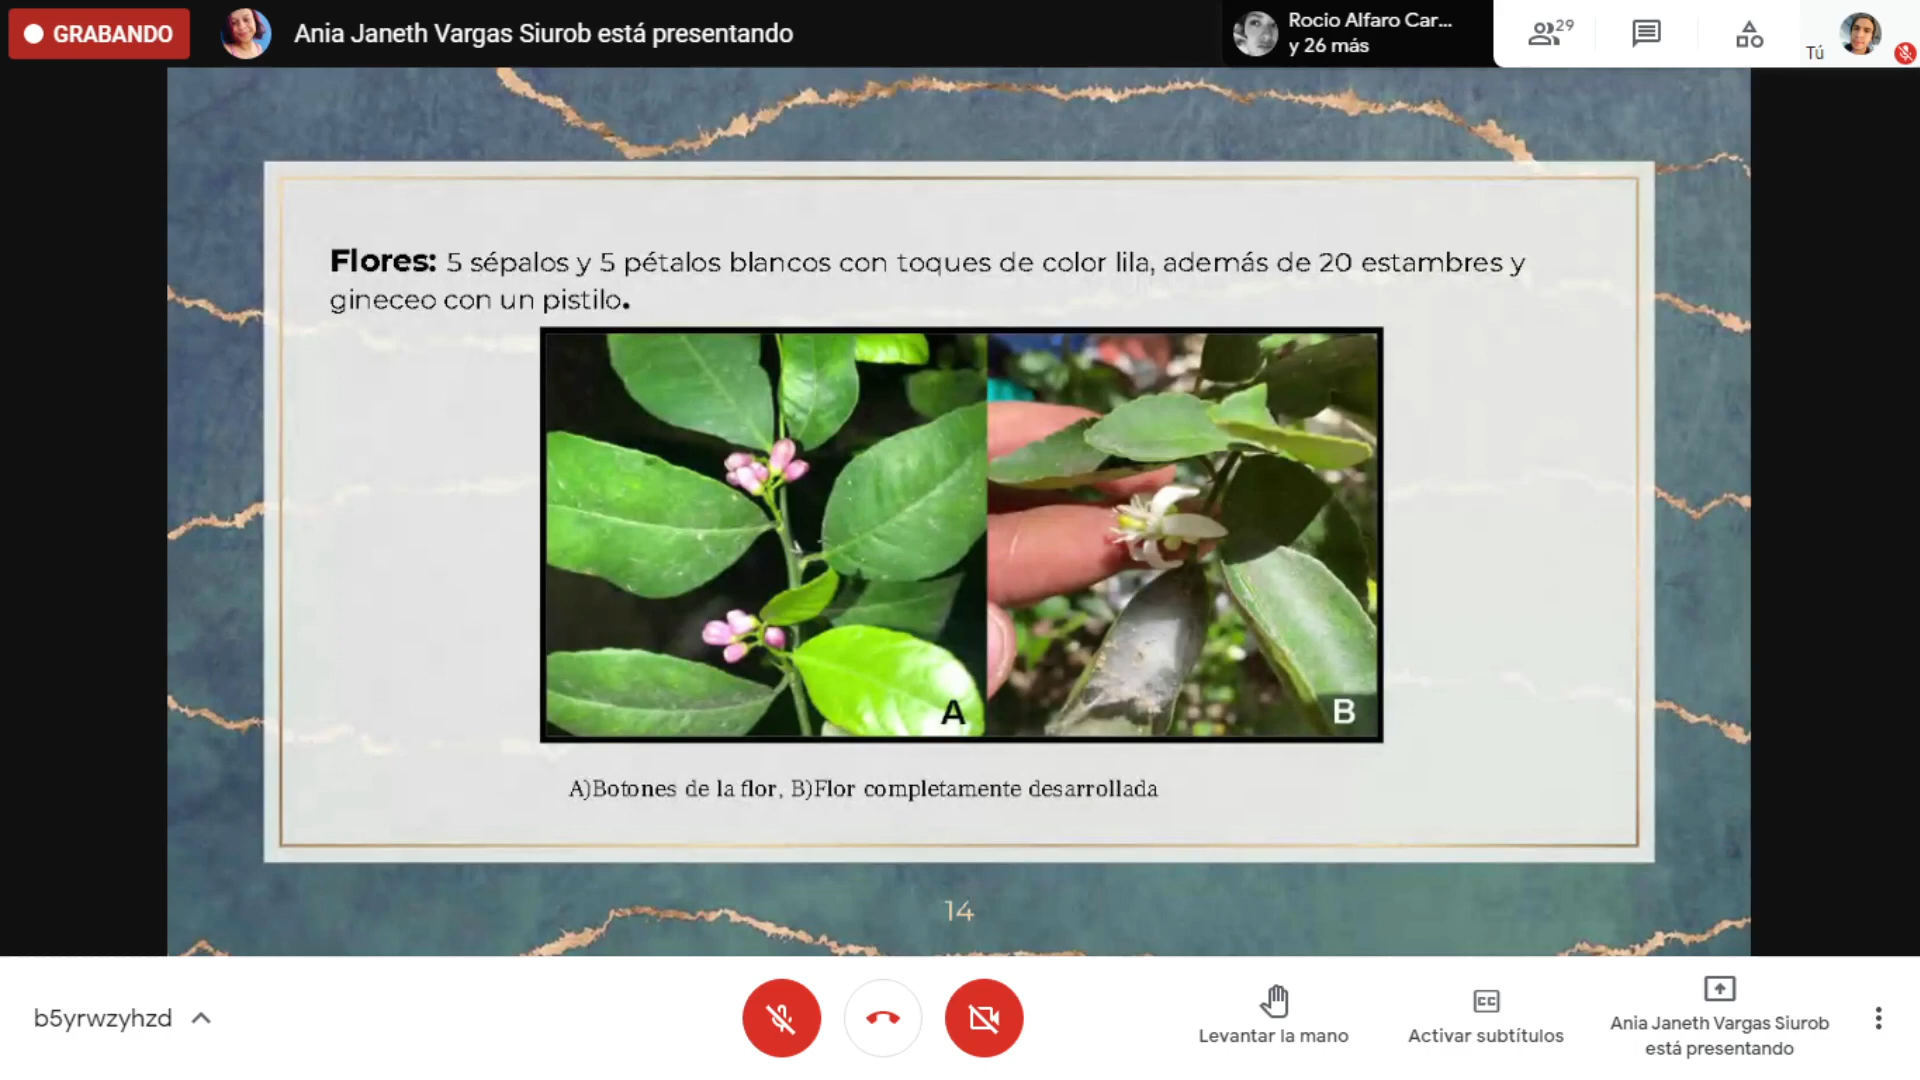 GRABANDO
Ania Janeth Vargas Siurob está presentando
Rocio Alfaro Car...
y 26 más
29
Tú
Flores: 5 sépalos y 5 pétalos blancos con toques de color lila, además de 20 estambres y
gineceo con un pistilo.
A
B
A)Botones de la flor, B)Flor completamente desarrollada
14
b5yrwzyhzd
Levantar la mano
CC
Activar subtítulos
Ania Janeth Vargas Siurob
está presentando